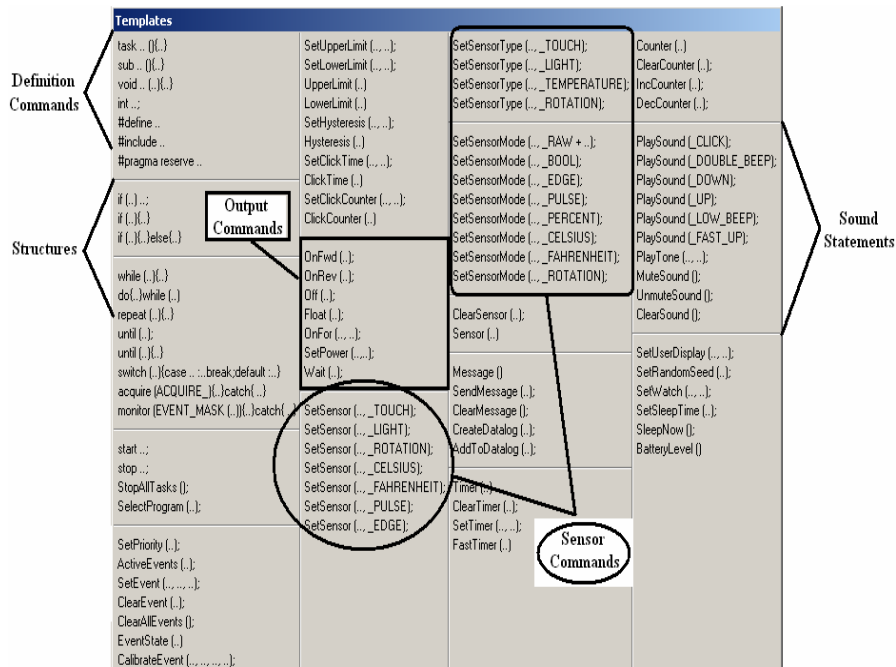 Templates
Definition
Commands
task .. (){..}
sub .. (){..}
void .. (..){..}
int ..;
#define ..
#include ..
#pragma reserve ..
Structures
if (..) ..;
if (..){..}
if (..){..}else{..}
while (..){..}
do{..}while (..)
repeat (..){..}
until (..);
until (..){..}
switch (..){case .. :..break;default :..}
acquire (ACQUIRE_){..}catch{ ..}
monitor (EVENT_MASK (..)){..}catch{ ..}
start ..;
stop ..;
StopAllTasks ();
SelectProgram (..);
SetPriority (..);
ActiveEvents (..);
SetEvent (.., .., ..);
ClearEvent (..);
ClearAllEvents ();
EventState (..)
CalibrateEvent (.., .., .., ..);
SetUpperLimit (.., ..);
SetLowerLimit (.., ..);
UpperLimit (..)
LowerLimit (..)
SetHysteresis (.., ..);
Hysteresis (..)
SetClickTime (.., ..);
ClickTime (..)
SetClickCounter (.., ..);
ClickCounter (..)
Output
Commands
OnFwd (..);
OnRev (..);
Off (..);
Float (..);
OnFor (.., ..);
SetPower (..,..);
Wait (..);
SetSensor (.., _TOUCH);
SetSensor (.., _LIGHT);
SetSensor (.., _ROTATION);
SetSensor (.., _CELSIUS);
SetSensor (.., _FAHRENHEIT);
SetSensor (.., _PULSE);
SetSensor (.., _EDGE);
SetSensorType (.., _TOUCH);
SetSensorType (.., _LIGHT);
SetSensorType (.., _TEMPERATURE);
SetSensorType (.., _ROTATION);
SetSensorMode (.., _RAW + ..);
SetSensorMode (.., _BOOL);
SetSensorMode (.., _EDGE);
SetSensorMode (.., _PULSE);
SetSensorMode (.., _PERCENT);
SetSensorMode (.., _CELSIUS);
SetSensorMode (.., _FAHRENHEIT);
SetSensorMode (.., _ROTATION);
ClearSensor (..);
Sensor (..)
Message ()
SendMessage (..);
ClearMessage ();
CreateDatalog (..);
AddToDatalog (..);
Timer (..)
ClearTimer (..);
SetTimer (.., ..);
FastTimer (..)
Sensor
Commands
Counter (..)
ClearCounter (..);
IncCounter (..);
DecCounter (..);
PlaySound (_CLICK);
PlaySound (_DOUBLE_BEEP);
PlaySound (_DOWN);
PlaySound (_UP);
PlaySound (_LOW_BEEP);
PlaySound (_FAST_UP);
PlayTone (.., ..);
MuteSound ();
UnmuteSound ();
ClearSound ();
Sound
Statements
SetUserDisplay (.., ..);
SetRandomSeed (..);
SetWatch (.., ..);
SetSleepTime (..);
SleepNow ();
BatteryLevel ()